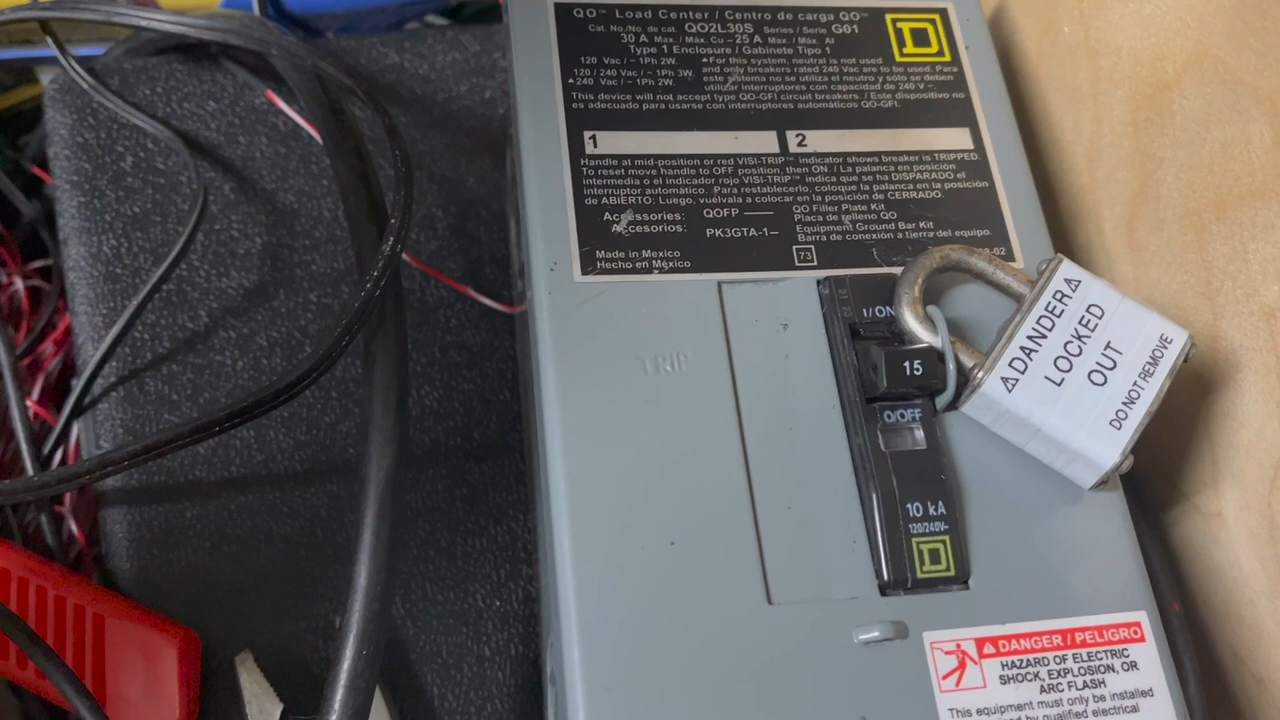 QO™ Load Center / Centro de carga QO™
Cat. No./No. de cat. QO2L30S Series / Serie G01
30 A Max. / Máx. Cu – 25 A Max. / Máx. Al
Type 1 Enclosure / Gabinete Tipo 1
120 Vac / ~ 1Ph 2W.
120 / 240 Vac / ~ 1Ph 3W.
▲240 Vac / ~ 1Ph 2W.
▲For this system, neutral is not used
and only breakers rated 240 Vac are to be used. Para
este sistema no se utiliza el neutro y sólo se deben
utilizar interruptores con capacidad de 240 V ~.
This device will not accept type QO-GFI circuit breakers. / Este dispositivo no
es adecuado para usarse con interruptores automáticos QO-GFI.
1
2
Handle at mid-position or red VISI-TRIP™ indicator shows breaker is TRIPPED.
To reset move handle to OFF position, then ON. / La palanca en posición
intermedia o el indicador rojo VISI-TRIP™ indica que se ha DISPARADO el
interruptor automático. Para restablecerlo, coloque la palanca en la posición
de ABIERTO; Luego, vuélvala a colocar en la posición de CERRADO.
Accessories:
Accesorios:
QOFP
QO Filler Plate Kit
Placa de relleno QO
PK3GTA-1–
Equipment Ground Bar Kit
Barra de conexión a tierra del equipo.
Made in Mexico
Hecho en México
73
-02
TRIP
I/ON
15
O/OFF
10 kA
120/240V~
⚠DANDER⚠
LOCKED
OUT
DO NOT REMOVE
⚠ DANGER / PELIGRO
HAZARD OF ELECTRIC
SHOCK, EXPLOSION, OR
ARC FLASH
This equipment must only be installed
by qualified electrical